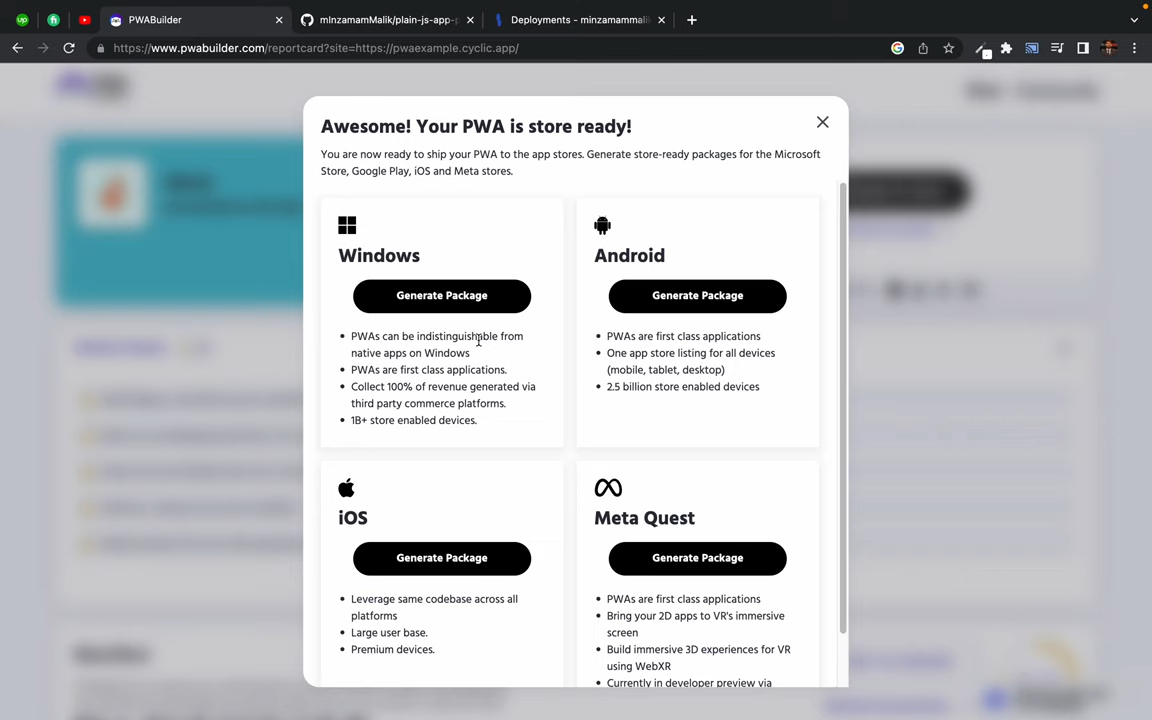 PWABuilder
mInzamamMalik/plain-js-app-p
Deployments - minzamammalik
https://www.pwabuilder.com/reportcard?site=https://pwaexample.cyclic.app/
Awesome! Your PWA is store ready!
You are now ready to ship your PWA to the app stores. Generate store-ready packages for the Microsoft
Store, Google Play, iOS and Meta stores.
Windows
Generate Package
• PWAs can be indistinguishable from
native apps on Windows
• PWAs are first class applications.
• Collect 100% of revenue generated via
third party commerce platforms.
• 1B+ store enabled devices.
Android
Generate Package
• PWAs are first class applications
• One app store listing for all devices
(mobile, tablet, desktop)
• 2.5 billion store enabled devices
iOS
Generate Package
• Leverage same codebase across all
platforms
• Large user base.
• Premium devices.
Meta Quest
Generate Package
• PWAs are first class applications
• Bring your 2D apps to VR's immersive
screen
• Build immersive 3D experiences for VR
using WebXR
• Currently in developer preview via